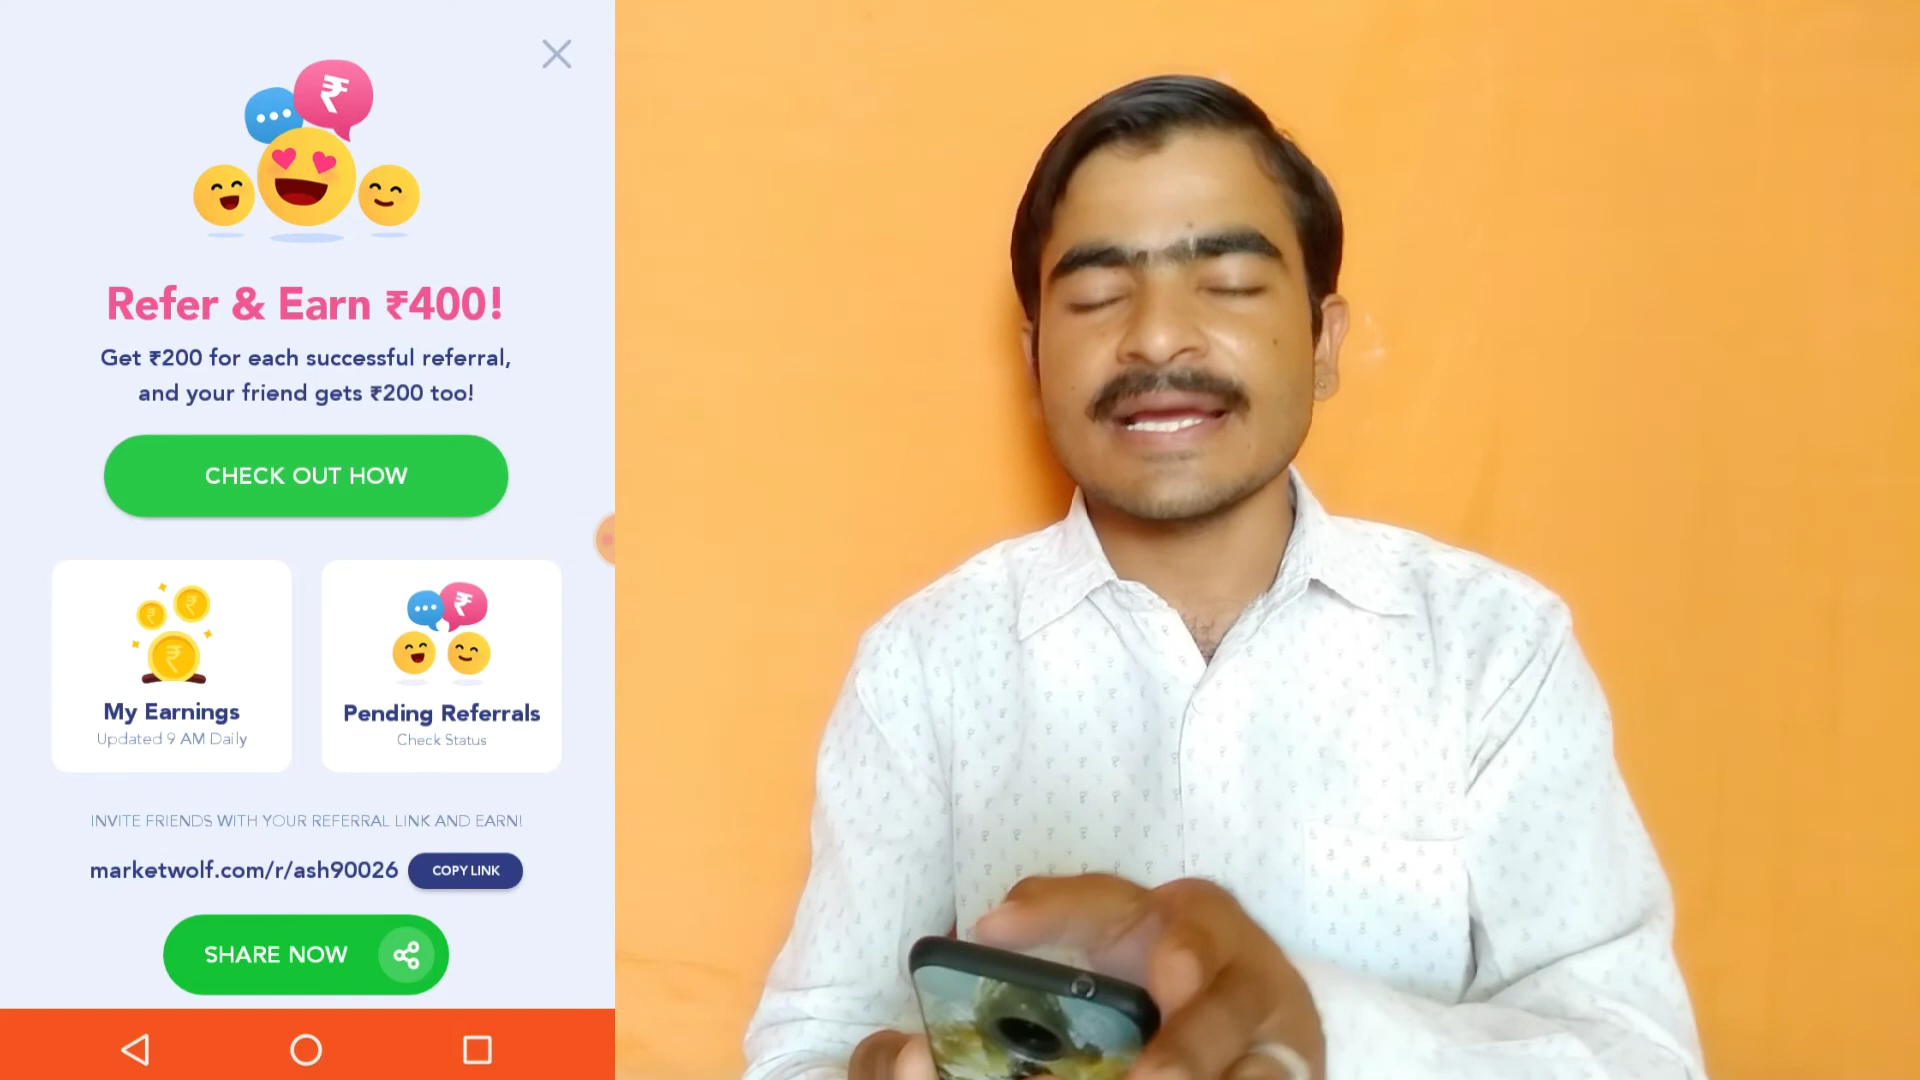 Refer & Earn ₹400!
Get ₹200 for each successful referral,
and your friend gets ₹200 too!
CHECK OUT HOW
My Earnings
Updated 9 AM Daily
Pending Referrals
Check Status
INVITE FRIENDS WITH YOUR REFERRAL LINK AND EARN!
marketwolf.com/r/ash90026
COPY LINK
SHARE NOW